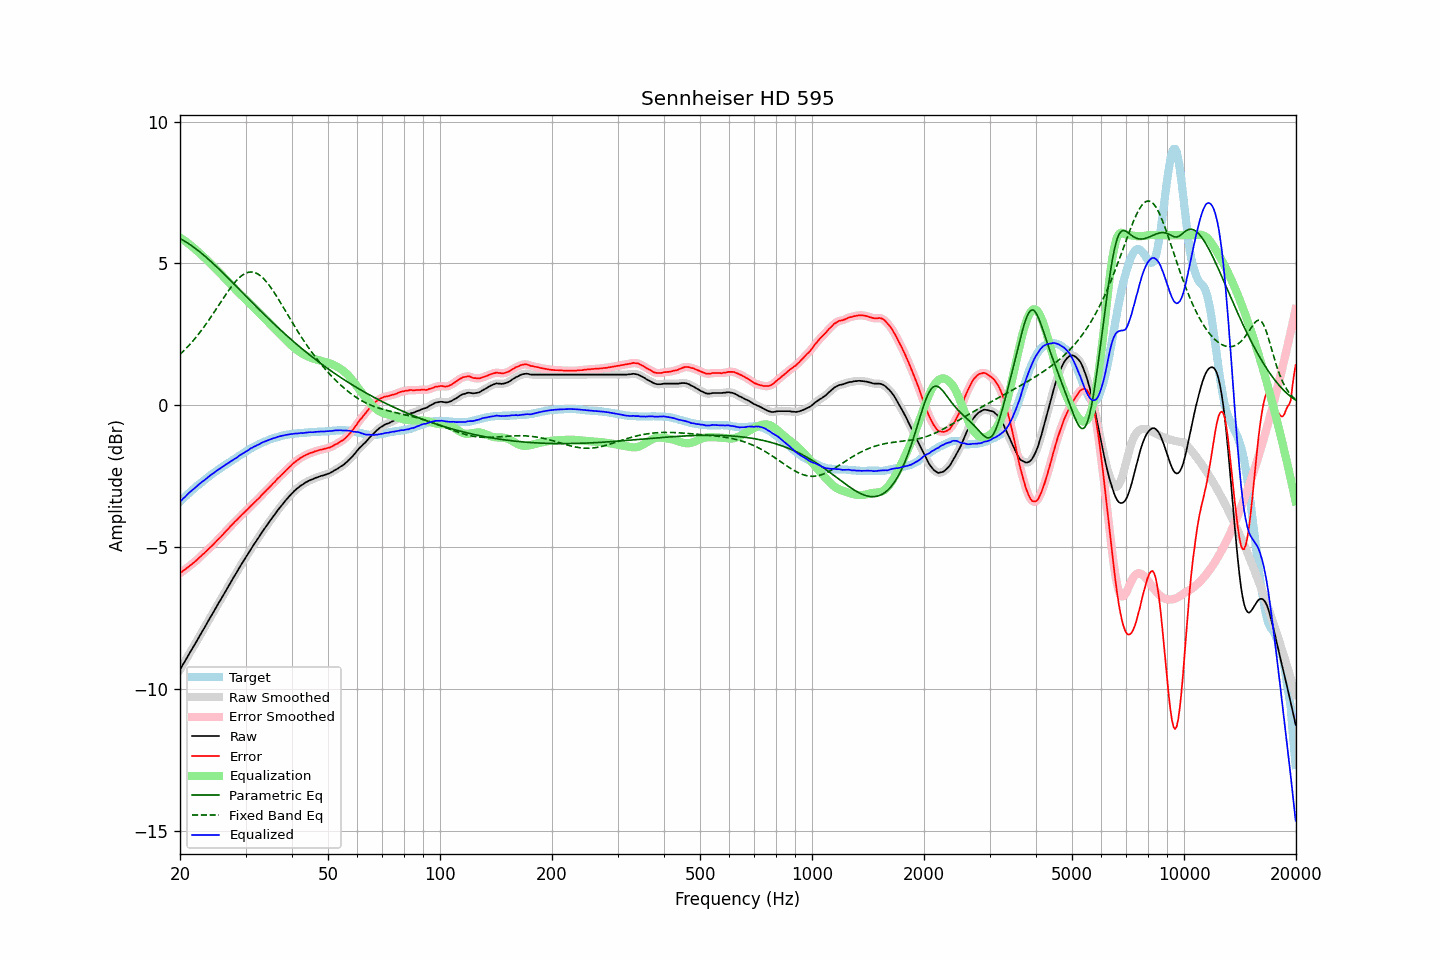 Sennheiser HD 595
10
5
0
−5
−10
−15
Amplitude (dBr)
Target
Raw Smoothed
Error Smoothed
Raw
Error
Equalization
Parametric Eq
Fixed Band Eq
Equalized
20 50 100 200 500 1000 2000 5000 10000 20000
Frequency (Hz)